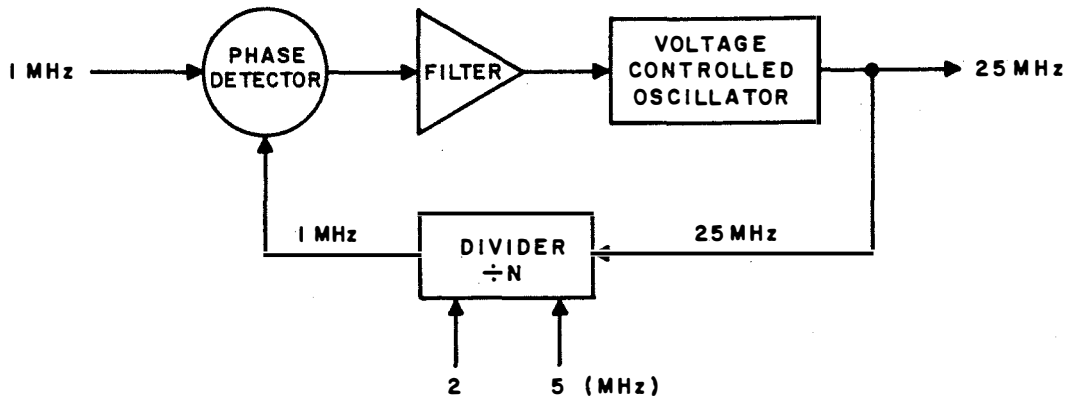 1 MHz
PHASE
DETECTOR
FILTER
VOLTAGE
CONTROLLED
OSCILLATOR
25 MHz
1 MHz
DIVIDER
÷N
25 MHz
2
5 (MHz)